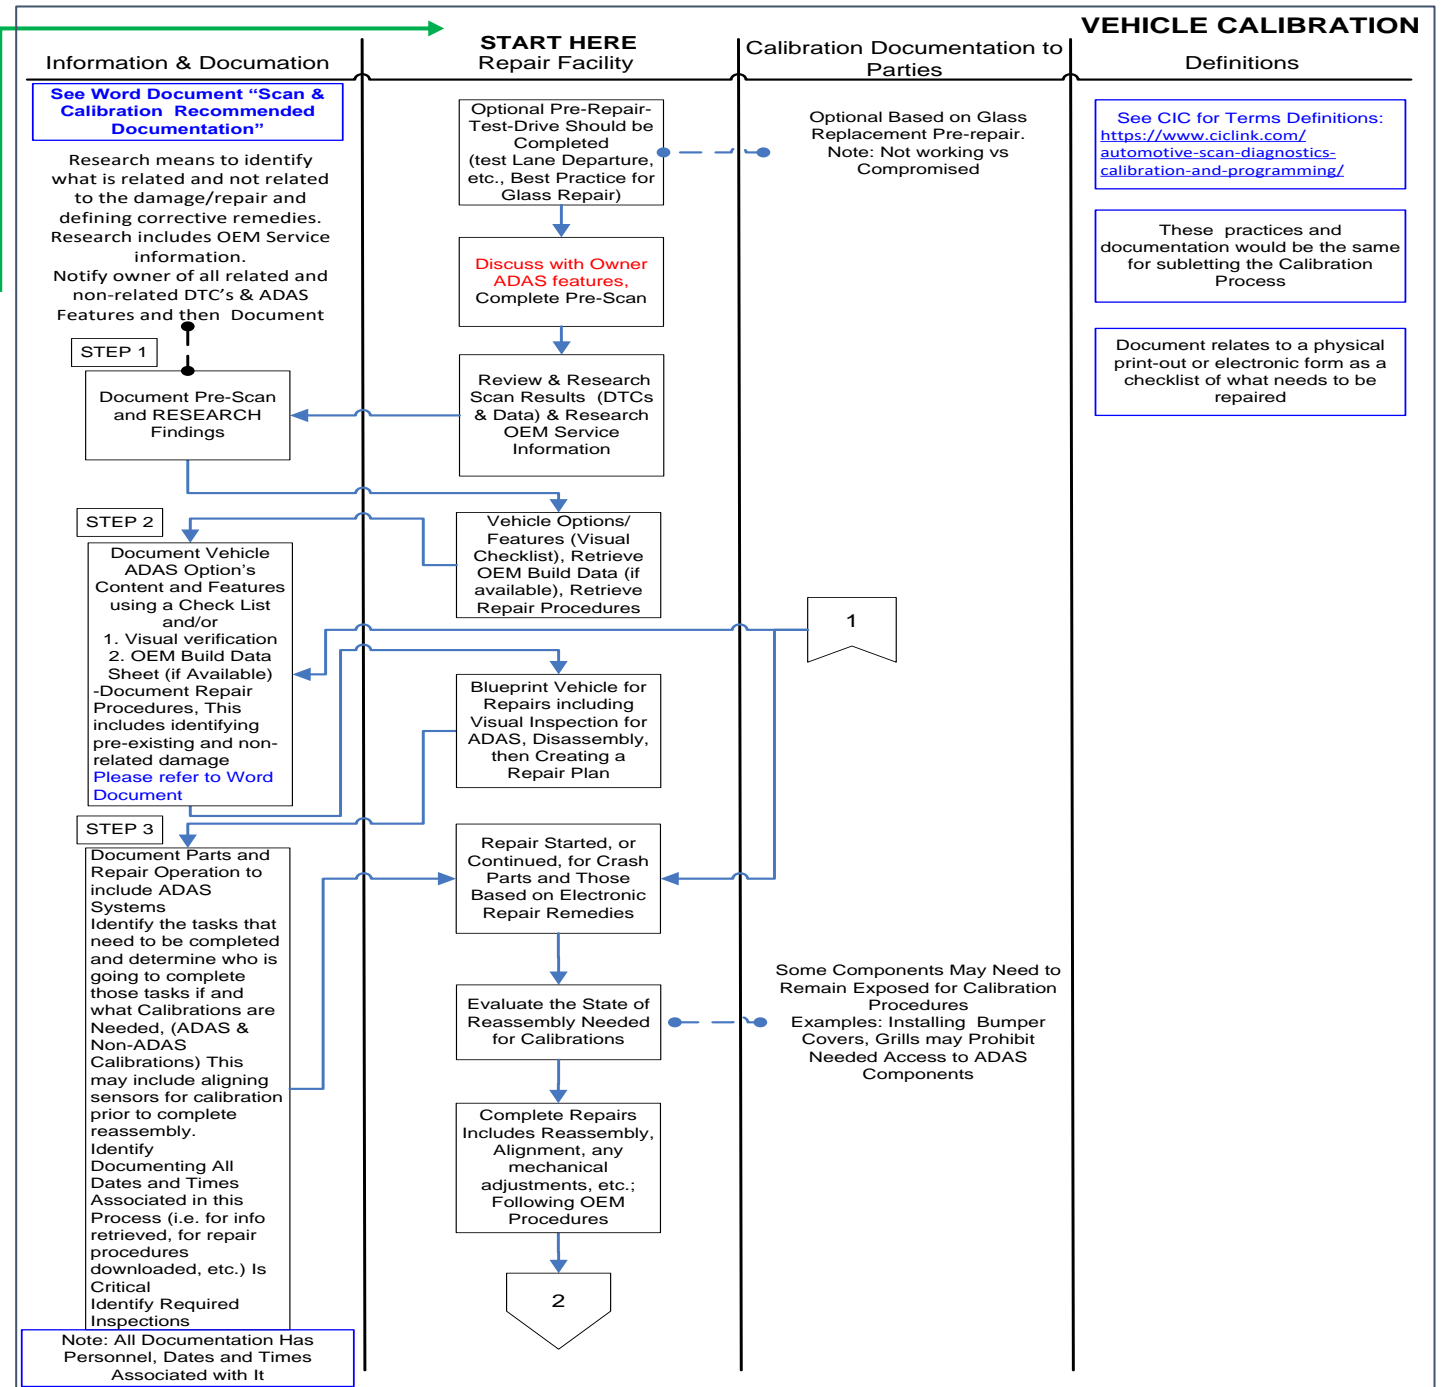 VEHICLE CALIBRATION
Information & Documation
START HERE
Repair Facility
Calibration Documentation to
Parties
Definitions
See Word Document “Scan &
Calibration Recommended
Documentation”
Research means to identify
what is related and not related
to the damage/repair and
defining corrective remedies.
Research includes OEM Service
information.
Notify owner of all related and
non-related DTC’s & ADAS
Features and then Document
STEP 1
Document Pre-Scan
and RESEARCH
Findings
STEP 2
Document Vehicle
ADAS Option’s
Content and Features
using a Check List
and/or
1. Visual verification
2. OEM Build Data
Sheet (if Available)
-Document Repair
Procedures, This
includes identifying
pre-existing and non-
related damage
Please refer to Word
Document
STEP 3
Document Parts and
Repair Operation to
include ADAS
Systems
Identify the tasks that
need to be completed
and determine who is
going to complete
those tasks if and
what Calibrations are
Needed, (ADAS &
Non-ADAS
Calibrations) This
may include aligning
sensors for calibration
prior to complete
reassembly.
Identify
Documenting All
Dates and Times
Associated in this
Process (i.e. for info
retrieved, for repair
procedures
downloaded, etc.) Is
Critical
Identify Required
Inspections
Note: All Documentation Has
Personnel, Dates and Times
Associated with It
Optional Pre-Repair-
Test-Drive Should be
Completed
(test Lane Departure,
etc., Best Practice for
Glass Repair)
Discuss with Owner
ADAS features,
Complete Pre-Scan
Review & Research
Scan Results (DTCs
& Data) & Research
OEM Service
Information
Vehicle Options/
Features (Visual
Checklist), Retrieve
OEM Build Data (if
available), Retrieve
Repair Procedures
Blueprint Vehicle for
Repairs including
Visual Inspection for
ADAS, Disassembly,
then Creating a
Repair Plan
Repair Started, or
Continued, for Crash
Parts and Those
Based on Electronic
Repair Remedies
Evaluate the State of
Reassembly Needed
for Calibrations
Complete Repairs
Includes Reassembly,
Alignment, any
mechanical
adjustments, etc.;
Following OEM
Procedures
2
Optional Based on Glass
Replacement Pre-repair.
Note: Not working vs
Compromised
1
Some Components May Need to
Remain Exposed for Calibration
Procedures
Examples: Installing Bumper
Covers, Grills may Prohibit
Needed Access to ADAS
Components
See CIC for Terms Definitions:
https://www.ciclink.com/
automotive-scan-diagnostics-
calibration-and-programming/
These practices and
documentation would be the same
for subletting the Calibration
Process
Document relates to a physical
print-out or electronic form as a
checklist of what needs to be
repaired